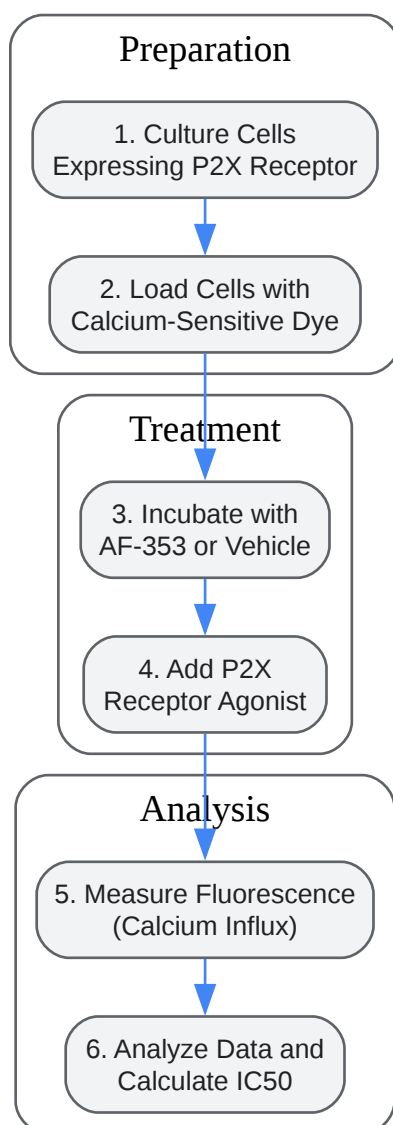 Preparation
1. Culture Cells
Expressing P2X Receptor
2. Load Cells with
Calcium-Sensitive Dye
Treatment
3. Incubate with
AF-353 or Vehicle
4. Add P2X
Receptor Agonist
Analysis
5. Measure Fluorescence
(Calcium Influx)
6. Analyze Data and
Calculate IC50